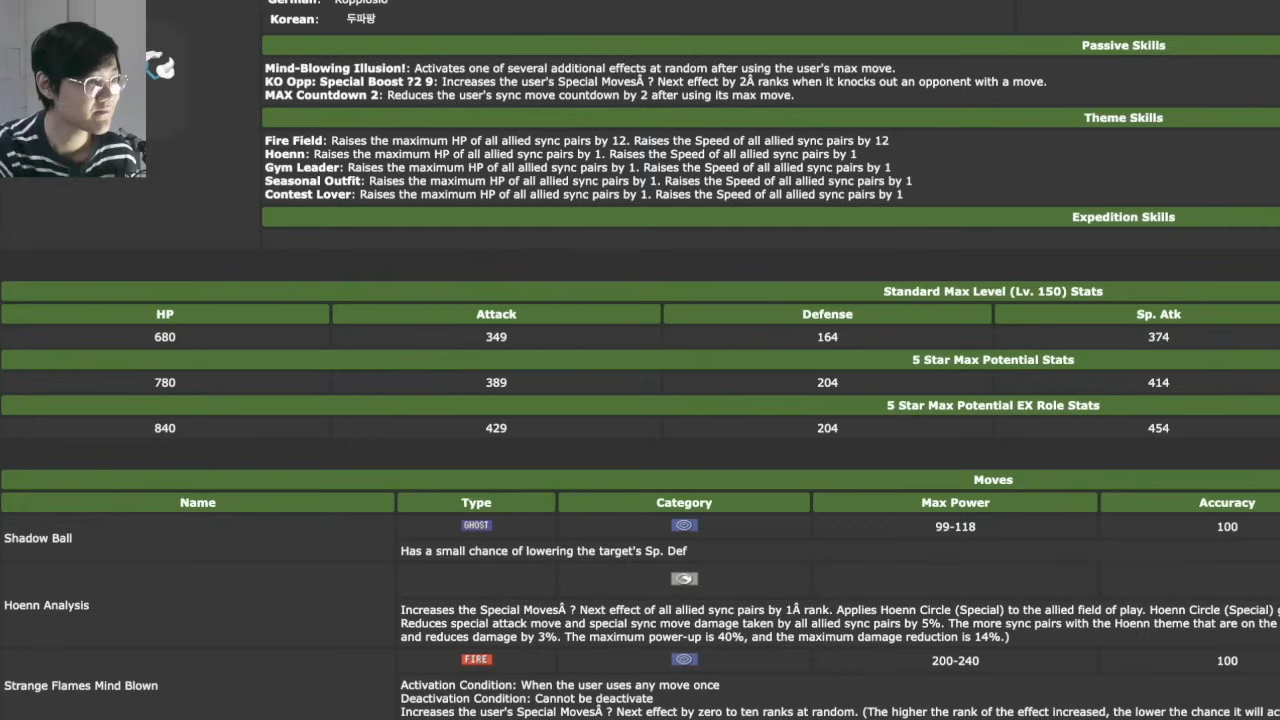 German: Kopplosio
Korean: 두파팡
Passive Skills
Mind-Blowing Illusion!: Activates one of several additional effects at random after using the user's max move.
KO Opp: Special Boost ?2 9: Increases the user's Special MovesÂ ? Next effect by 2Â ranks when it knocks out an opponent with a move.
MAX Countdown 2: Reduces the user's sync move countdown by 2 after using its max move.
Theme Skills
Fire Field: Raises the maximum HP of all allied sync pairs by 12. Raises the Speed of all allied sync pairs by 12
Hoenn: Raises the maximum HP of all allied sync pairs by 1. Raises the Speed of all allied sync pairs by 1
Gym Leader: Raises the maximum HP of all allied sync pairs by 1. Raises the Speed of all allied sync pairs by 1
Seasonal Outfit: Raises the maximum HP of all allied sync pairs by 1. Raises the Speed of all allied sync pairs by 1
Contest Lover: Raises the maximum HP of all allied sync pairs by 1. Raises the Speed of all allied sync pairs by 1
Expedition Skills
Standard Max Level (Lv. 150) Stats
HP Attack Defense Sp. Atk
680 349 164 374
5 Star Max Potential Stats
780 389 204 414
5 Star Max Potential EX Role Stats
840 429 204 454
Moves
Name Type Category Max Power Accuracy
Shadow Ball GHOST 99-118 100
Has a small chance of lowering the target's Sp. Def
Hoenn Analysis
Increases the Special MovesÂ ? Next effect of all allied sync pairs by 1Â rank. Applies Hoenn Circle (Special) to the allied field of play. Hoenn Circle (Special)
Reduces special attack move and special sync move damage taken by all allied sync pairs by 5%. The more sync pairs with the Hoenn theme that are on the
and reduces damage by 3%. The maximum power-up is 40%, and the maximum damage reduction is 14%.)
Strange Flames Mind Blown FIRE 200-240 100
Activation Condition: When the user uses any move once
Deactivation Condition: Cannot be deactivate
Increases the user's Special MovesÂ ? Next effect by zero to ten ranks at random. (The higher the rank of the effect increased, the lower the chance it will